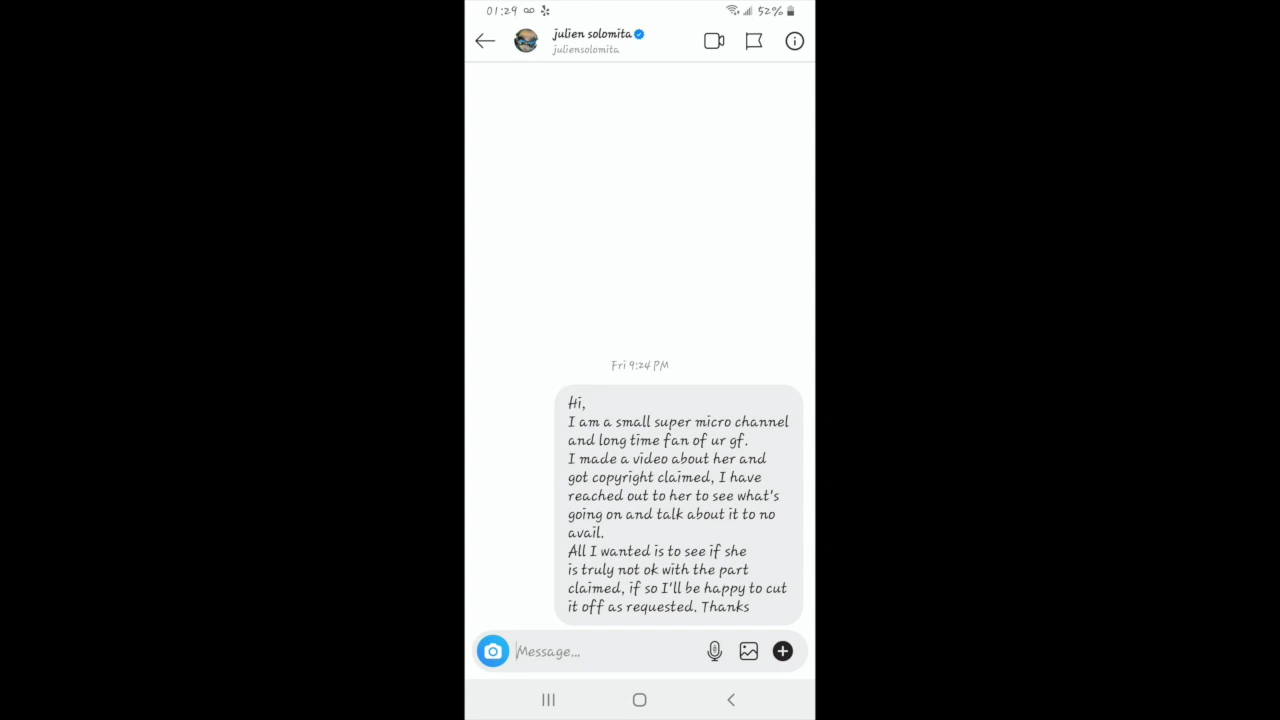 01:29 52%
julien solomita
juliensolomita
Fri 9:24 PM
Hi,
I am a small super micro channel
and long time fan of ur gf.
I made a video about her and
got copyright claimed, I have
reached out to her to see what's
going on and talk about it to no
avail.
All I wanted is to see if she
is truly not ok with the part
claimed, if so I'll be happy to cut
it off as requested. Thanks
Message...